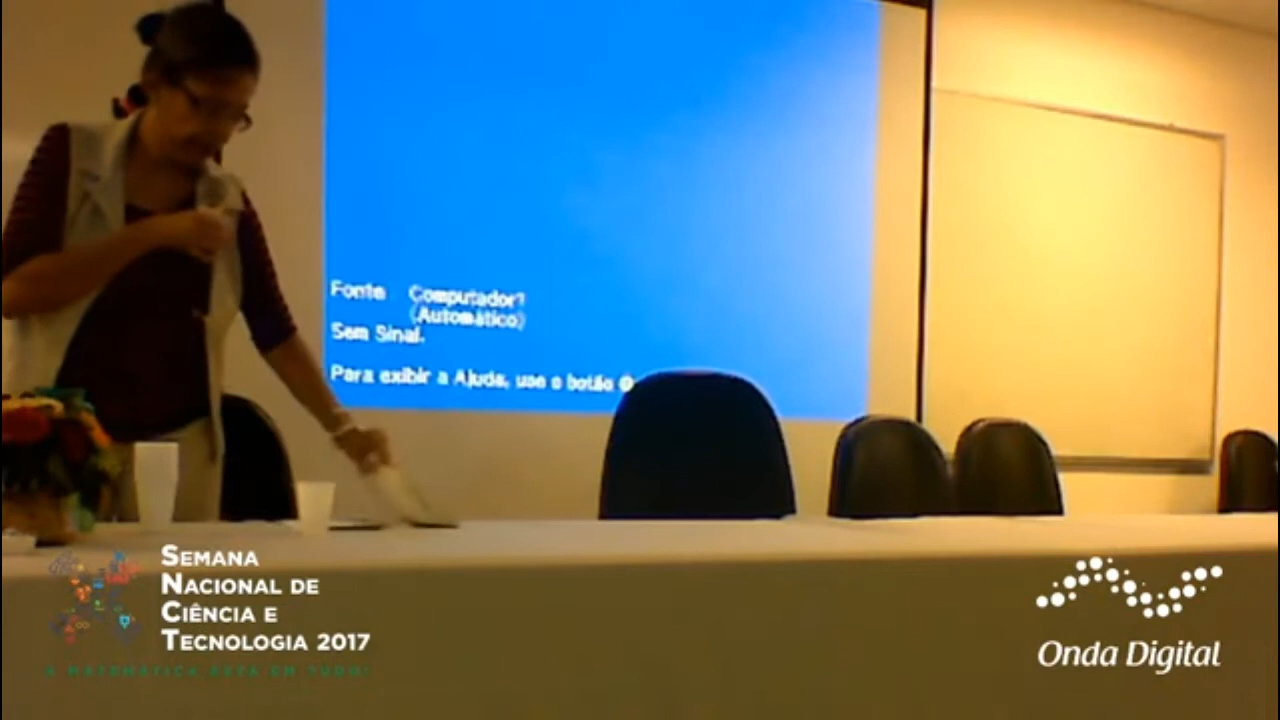 Fonte Computador1
(Automático)
Sem Sinal.
Para exibir a Ajuda, use o botão
SEMANA
NACIONAL DE
CIÊNCIA E
TECNOLOGIA 2017
A MATEMÁTICA ESTÁ EM TUDO!
Onda Digital